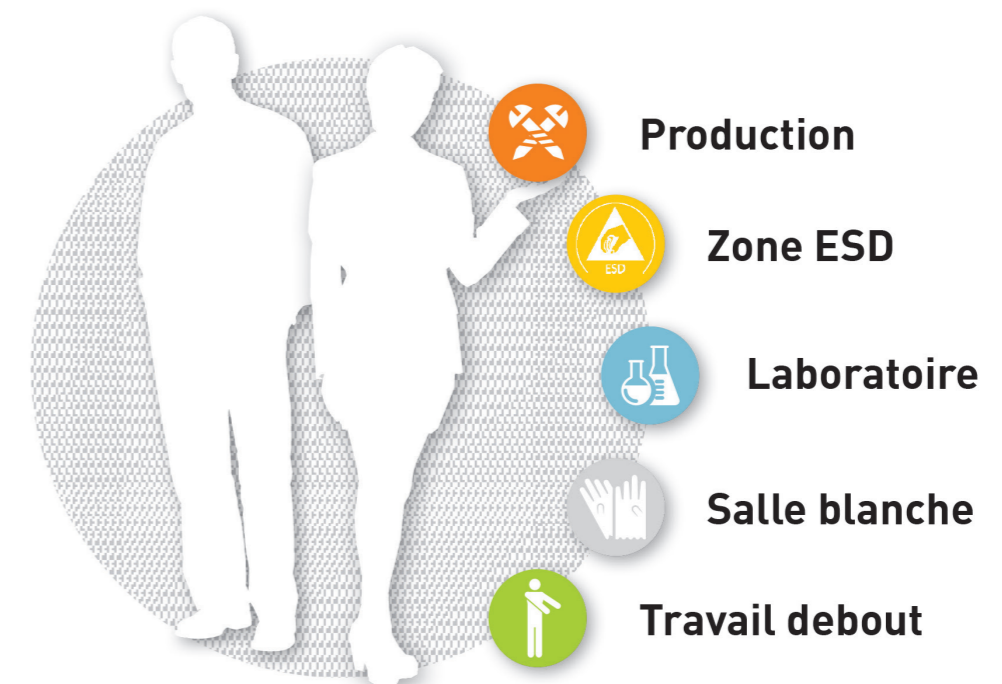 Production
ESD
Zone ESD
Laboratoire
Salle blanche
Travail debout